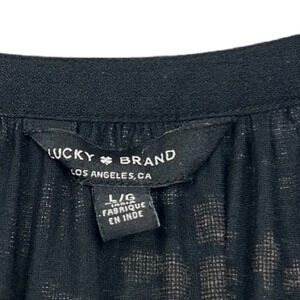 LUCKY BRAND
LOS ANGELES, CA
L/G
FABRIQUE
EN INDE